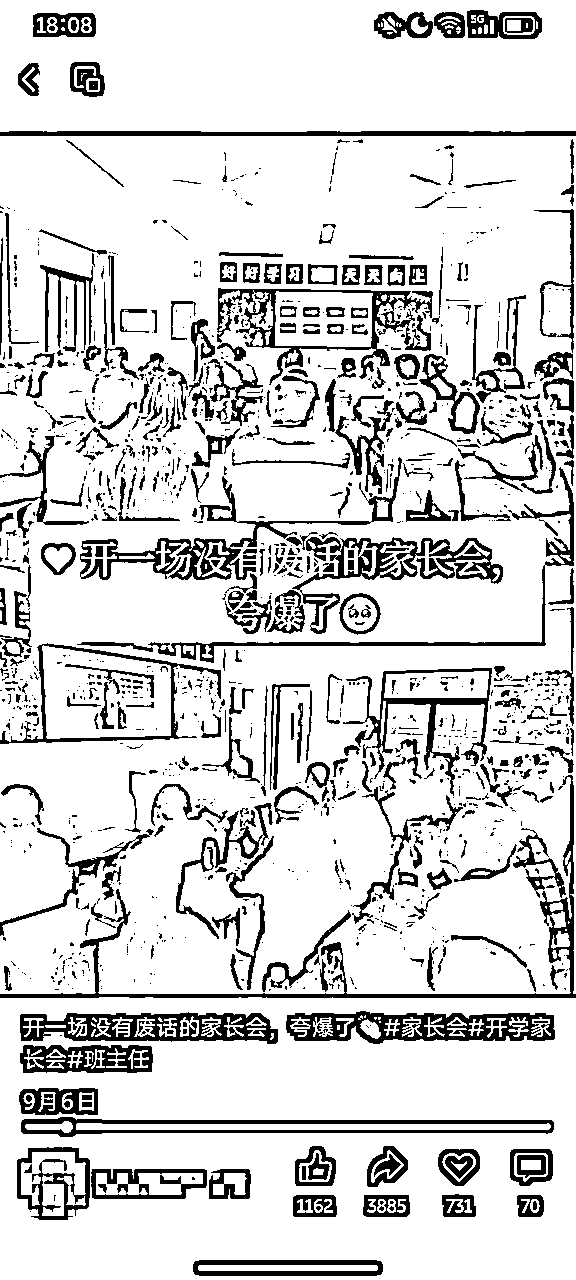 18:08
5G
好好学习 天天向上
开一场没有废话的家长会,
夸爆了
开一场没有废话的家长会，夸爆了#家长会#开学家
长会#班主任
9月6日
1162
3885
731
70